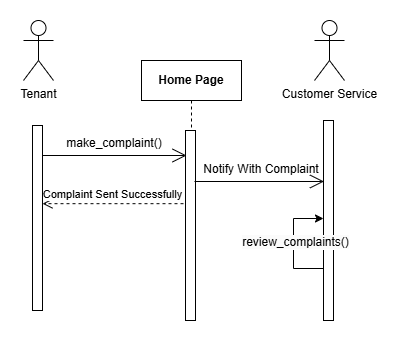 Home Page
Tenant
Customer Service
make_complaint()
Notify With Complaint
Complaint Sent Successfully
review_complaints()